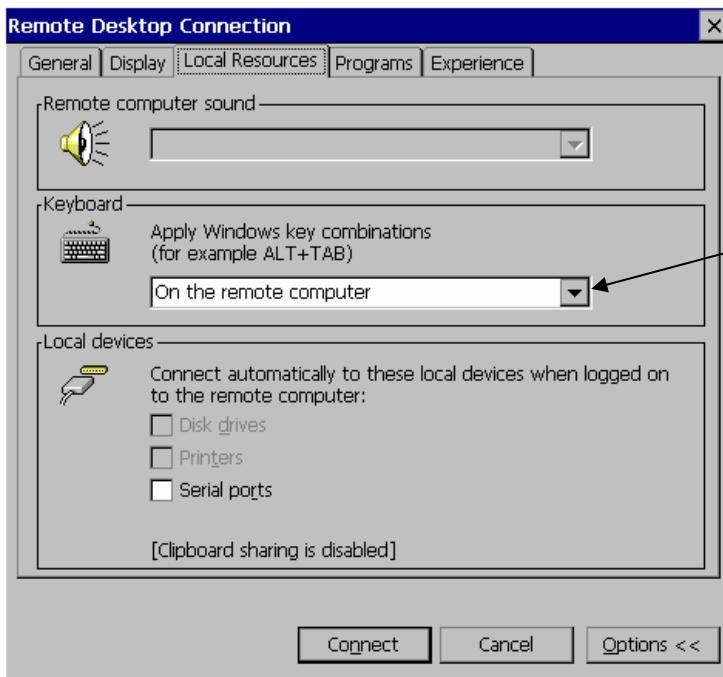 Remote Desktop Connection
General Display Local Resources Programs Experience
Remote computer sound
Keyboard
Apply Windows key combinations
(for example ALT+TAB)
On the remote computer
Local devices
Connect automatically to these local devices when logged on
to the remote computer:
Disk drives
Printers
Serial ports
[Clipboard sharing is disabled]
Connect Cancel Options <<